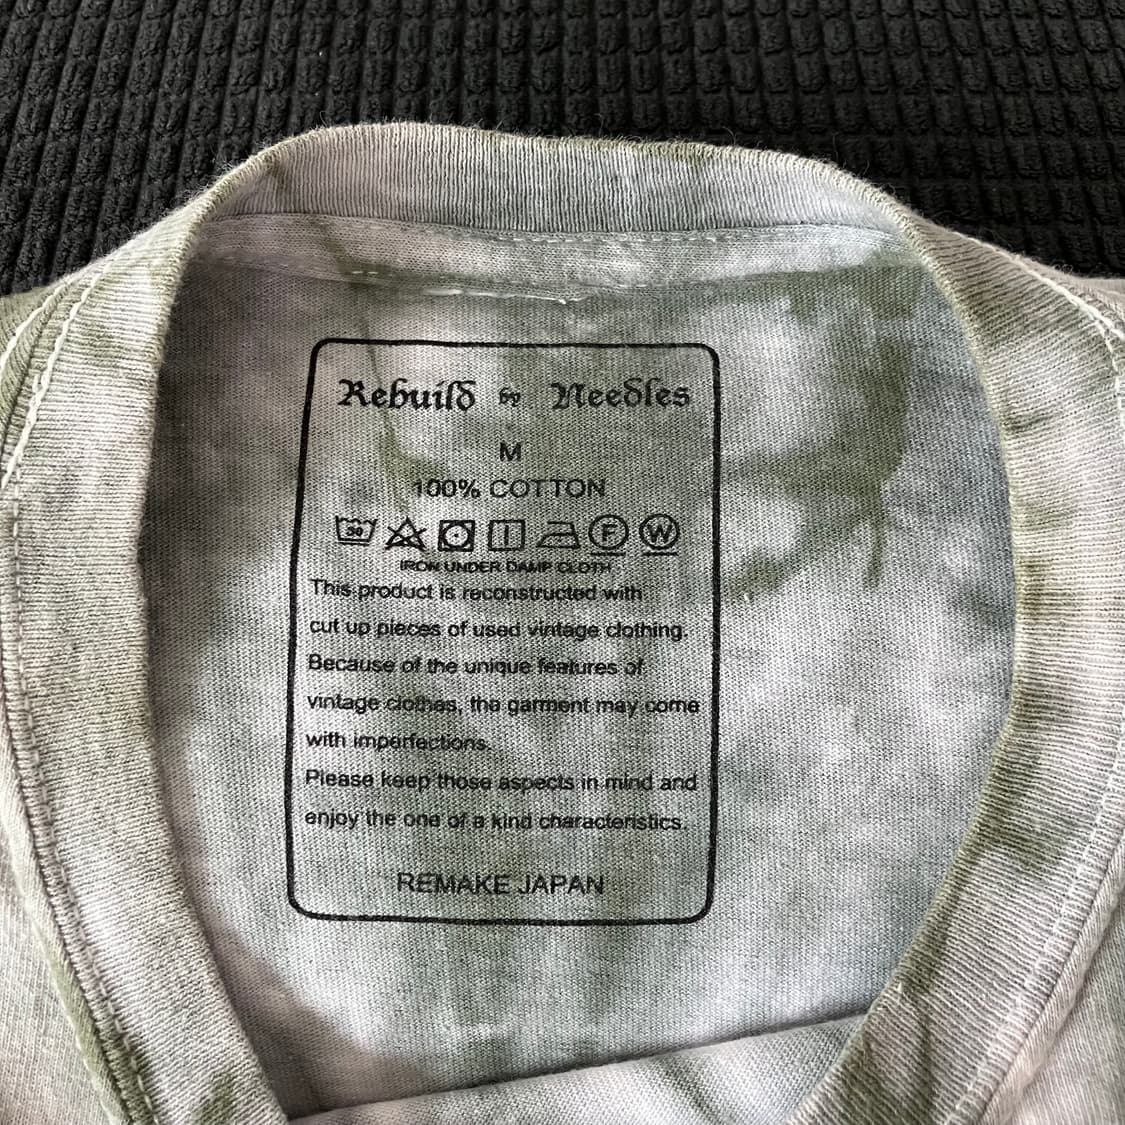 Rebuild by Needles
M
100% COTTON
30 F W
IRON UNDER DAMP CLOTH
This product is reconstructed with
cut up pieces of used vintage clothing.
Because of the unique features of
vintage clothes, the garment may come
with imperfections.
Please keep those aspects in mind and
enjoy the one of a kind characteristics.
REMAKE JAPAN